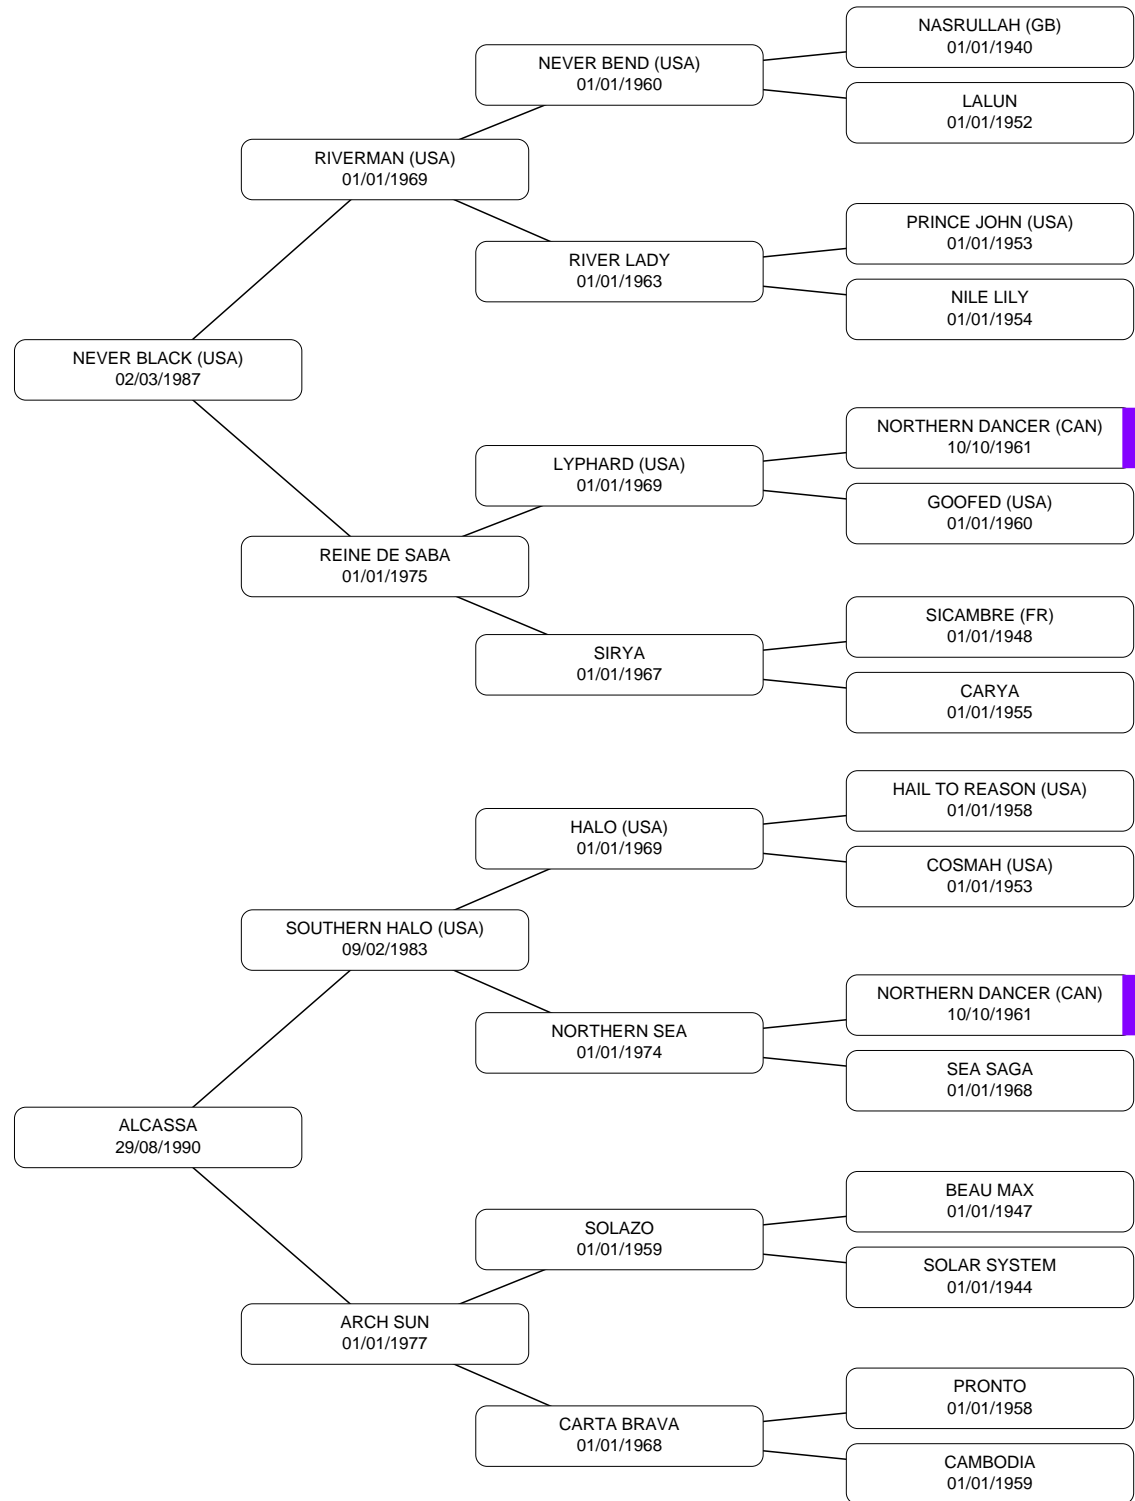 NASRULLAH (GB)
01/01/1940
NEVER BEND (USA)
01/01/1960
LALUN
01/01/1952
RIVERMAN (USA)
01/01/1969
PRINCE JOHN (USA)
01/01/1953
RIVER LADY
01/01/1963
NILE LILY
01/01/1954
NEVER BLACK (USA)
02/03/1987
NORTHERN DANCER (CAN)
10/10/1961
LYPHARD (USA)
01/01/1969
GOOFED (USA)
01/01/1960
REINE DE SABA
01/01/1975
SICAMBRE (FR)
01/01/1948
SIRYA
01/01/1967
CARYA
01/01/1955
HAIL TO REASON (USA)
01/01/1958
HALO (USA)
01/01/1969
COSMAH (USA)
01/01/1953
SOUTHERN HALO (USA)
09/02/1983
NORTHERN DANCER (CAN)
10/10/1961
NORTHERN SEA
01/01/1974
SEA SAGA
01/01/1968
ALCASSA
29/08/1990
BEAU MAX
01/01/1947
SOLAZO
01/01/1959
SOLAR SYSTEM
01/01/1944
ARCH SUN
01/01/1977
PRONTO
01/01/1958
CARTA BRAVA
01/01/1968
CAMBODIA
01/01/1959